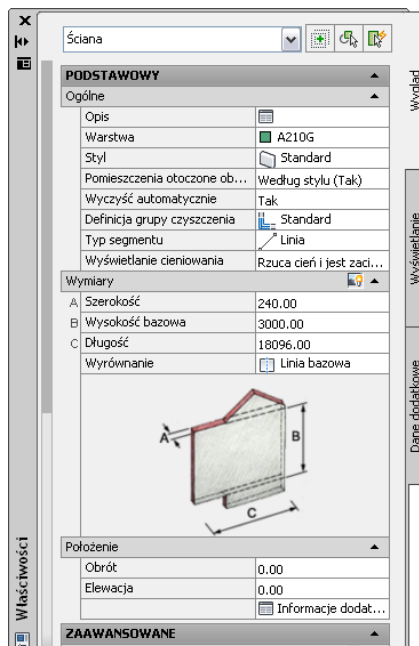 Ściana
PODSTAWOWY
Ogólne
Opis
Warstwa A210G
Styl Standard
Pomieszczenia otoczone ob... Według stylu (Tak)
Wyczyść automatycznie Tak
Definicja grupy czyszczenia Standard
Typ segmentu Linia
Wyświetlanie cieniowania Rzuca cień i jest zaci...
Wymiary
A Szerokość 240.00
B Wysokość bazowa 3000.00
C Długość 18096.00
Wyrównanie Linia bazowa
A
B
C
Położenie
Obrót 0.00
Elewacja 0.00
Informacje dodat...
ZAAWANSOWANE
Właściwości
Wygląd
Wyświetlanie
Dane dodatkowe